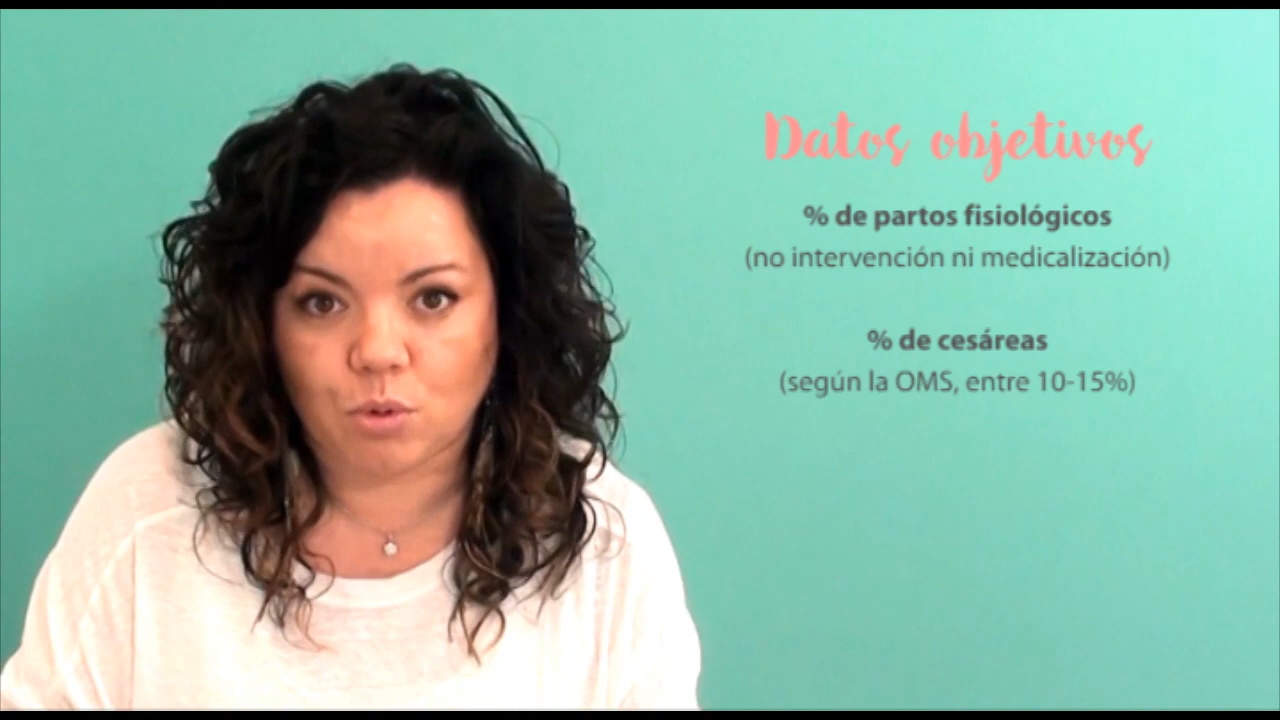 Datos objetivos
% de partos fisiológicos
(no intervención ni medicalización)
% de cesáreas
(según la OMS, entre 10-15%)